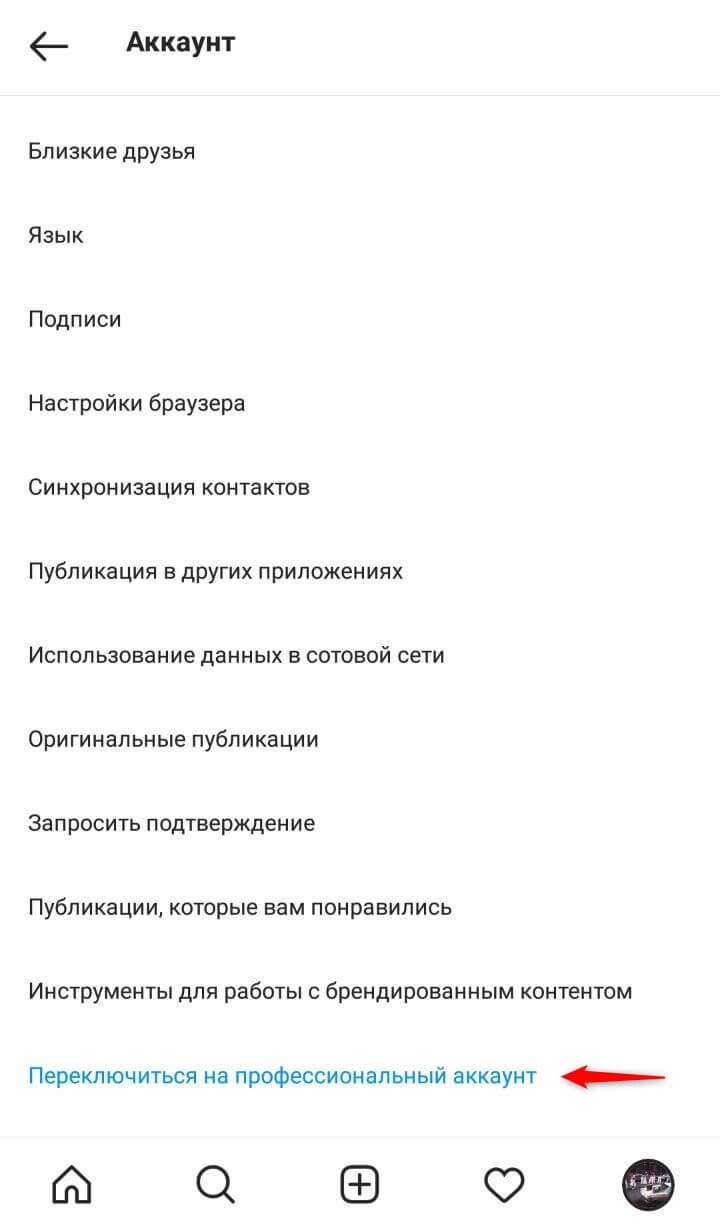 Аккаунт
Близкие друзья
Язык
Подписи
Настройки браузера
Синхронизация контактов
Публикация в других приложениях
Использование данных в сотовой сети
Оригинальные публикации
Запросить подтверждение
Публикации, которые вам понравились
Инструменты для работы с брендированным контентом
Переключиться на профессиональный аккаунт